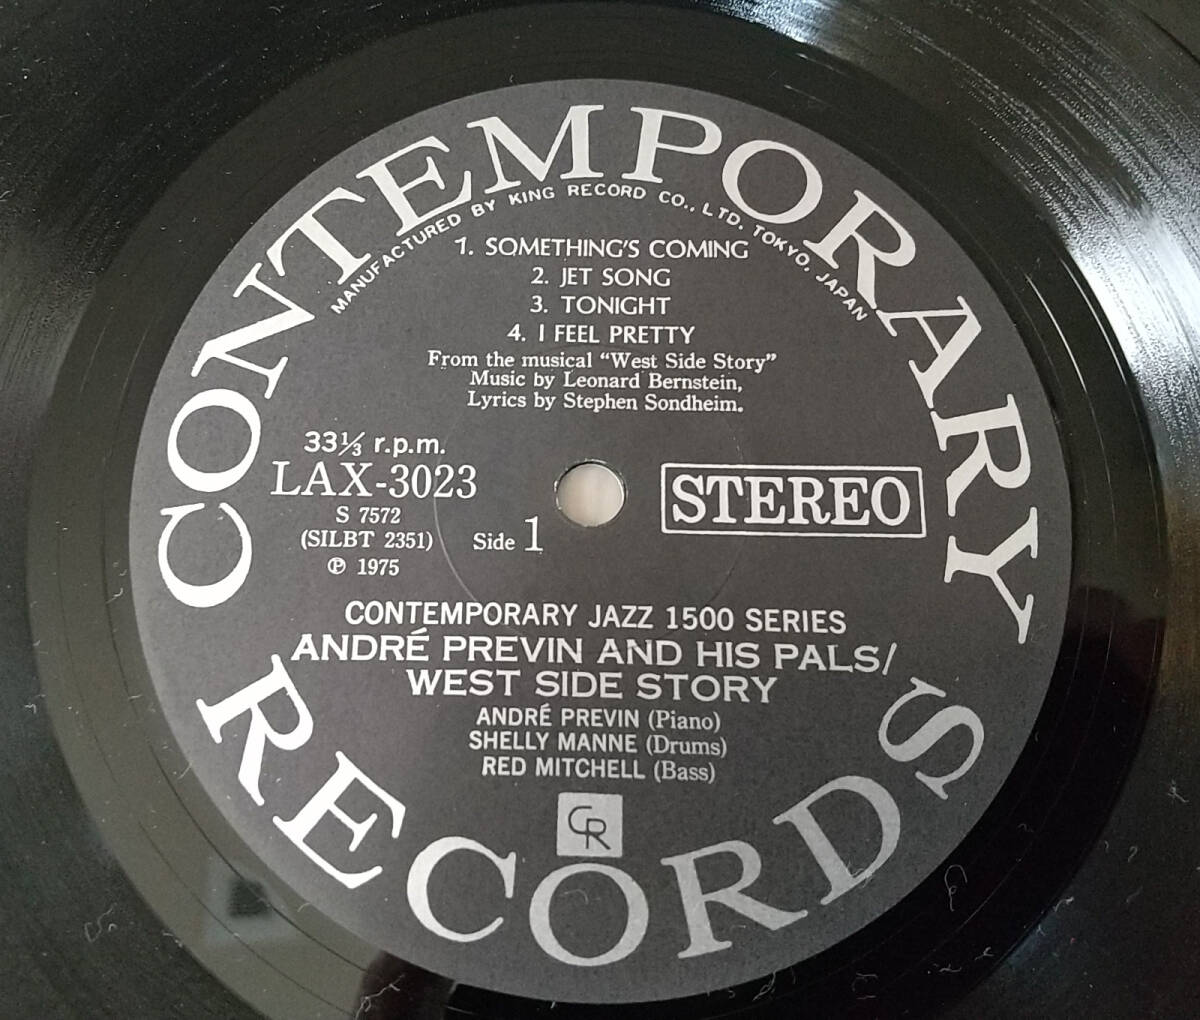 CONTEMPORARY
MANUFACTURED BY KING RECORD CO., LTD. TOKYO. JAPAN
1. SOMETHING'S COMING
2. JET SONG
3. TONIGHT
4. I FEEL PRETTY
From the musical “West Side Story”
Music by Leonard Bernstein,
Lyrics by Stephen Sondheim.
33⅓ r.p.m.
LAX-3023
S 7572
(SILBT 2351)
Side 1
℗ 1975
STEREO
CONTEMPORARY JAZZ 1500 SERIES
ANDRÉ PREVIN AND HIS PALS/
WEST SIDE STORY
ANDRÉ PREVIN (Piano)
SHELLY MANNE (Drums)
RED MITCHELL (Bass)
CR
RECORDS